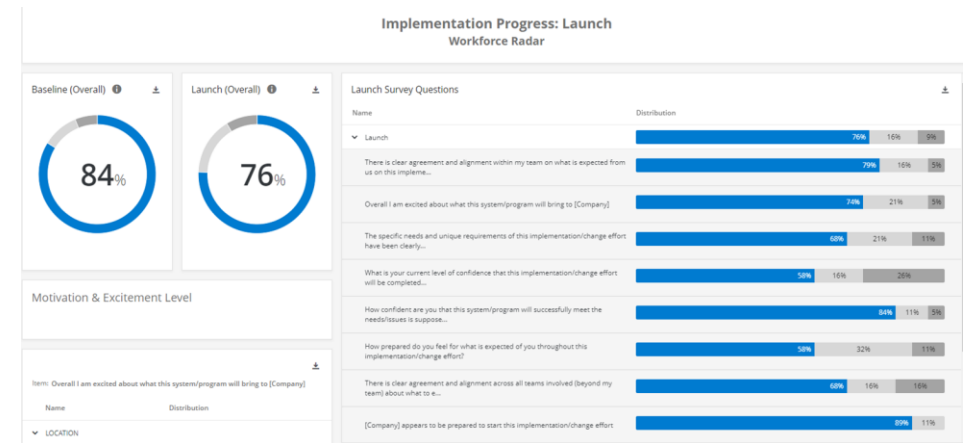 Implementation Progress: Launch
Workforce Radar
Baseline (Overall)
84%
Launch (Overall)
76%
Motivation & Excitement Level
Item: Overall I am excited about what this system/program will bring to [Company]
Name Distribution
LOCATION
Launch Survey Questions
Name Distribution
Launch 76% 16% 9%
There is clear agreement and alignment within my team on what is expected from
us on this impleme... 79% 16% 5%
Overall I am excited about what this system/program will bring to [Company] 74% 21% 5%
The specific needs and unique requirements of this implementation/change effort
have been clearly... 68% 21% 11%
What is your current level of confidence that this implementation/change effort
will be completed... 58% 16% 26%
How confident are you that this system/program will successfully meet the
needs/issues is suppose... 84% 11% 5%
How prepared do you feel for what is expected of you throughout this
implementation/change effort? 58% 32% 11%
There is clear agreement and alignment across all teams involved (beyond my
team) about what to e... 68% 16% 16%
[Company] appears to be prepared to start this implementation/change effort 89% 11%